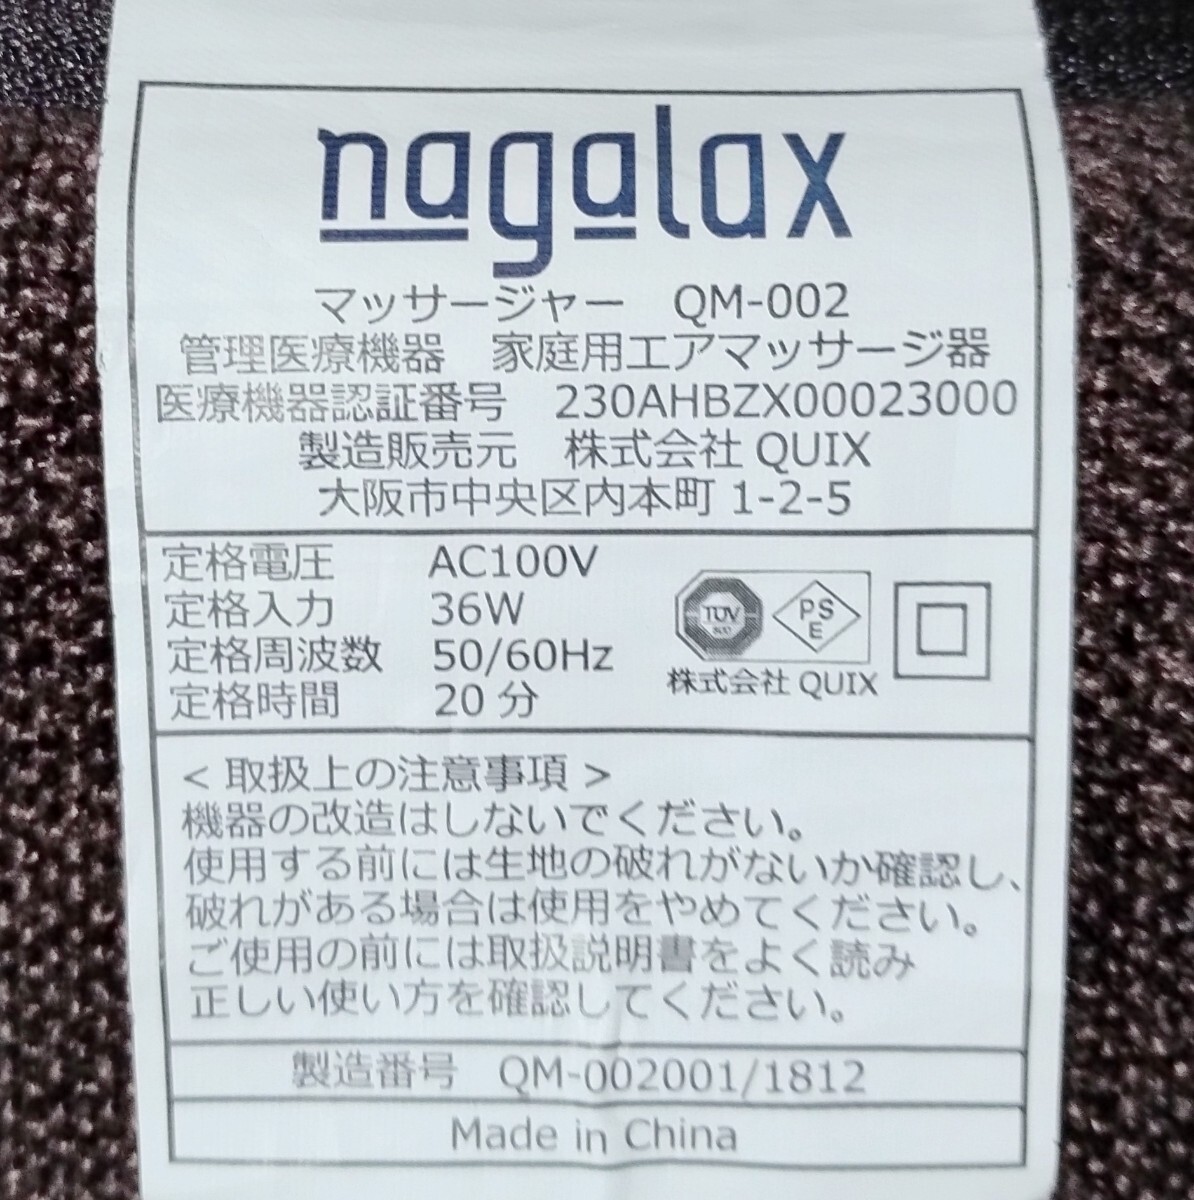 nagalax
マッサージャー　QM-002
管理医療機器　家庭用エアマッサージ器
医療機器認証番号　230AHBZX00023000
製造販売元　株式会社 QUIX
大阪市中央区内本町 1-2-5
定格電圧　AC100V
定格入力　36W
定格周波数　50/60Hz
定格時間　20 分
TÜV
PS
E
株式会社 QUIX
< 取扱上の注意事項 >
機器の改造はしないでください。
使用する前には生地の破れがないか確認し、
破れがある場合は使用をやめてください。
ご使用の前には取扱説明書をよく読み
正しい使い方を確認してください。
製造番号　QM-002001/1812
Made in China